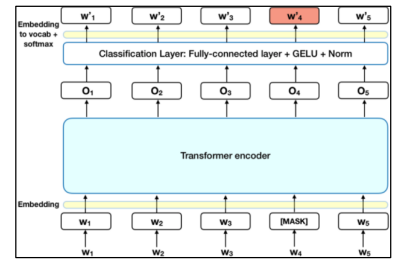 Embedding to vocab + softmax
W'1 W'2 W'3 W'4 W'5
Classification Layer: Fully-connected layer + GELU + Norm
O1 O2 O3 O4 O5
Transformer encoder
Embedding
W1 W2 W3 [MASK] W5
W1 W2 W3 W4 W5